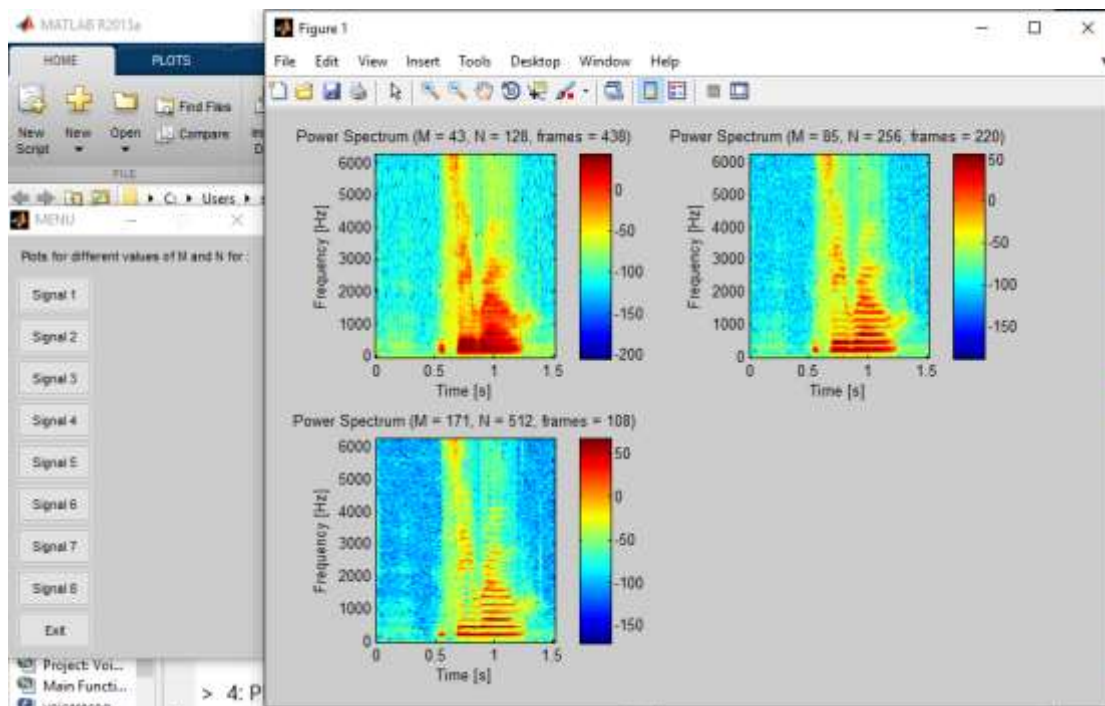 MATLAB R2013a
HOME PLOTS
Find Files
Compare
New Script
New
Open
FILE
C: Users
MENU
Plots for different values of M and N for :
Signal 1
Signal 2
Signal 3
Signal 4
Signal 5
Signal 6
Signal 7
Signal 8
Exit
Project: Voi...
Main Functi...
> 4: P
Figure 1
File Edit View Insert Tools Desktop Window Help
Power Spectrum (M = 43, N = 128, frames = 438)
6000
5000
4000
3000
2000
1000
0
Frequency [Hz]
0 0.5 1 1.5
Time [s]
0
-50
-100
-150
-200
Power Spectrum (M = 85, N = 256, frames = 220)
6000
5000
4000
3000
2000
1000
0
Frequency [Hz]
0 0.5 1 1.5
Time [s]
50
0
-50
-100
-150
Power Spectrum (M = 171, N = 512, frames = 108)
6000
5000
4000
3000
2000
1000
0
Frequency [Hz]
0 0.5 1 1.5
Time [s]
50
0
-50
-100
-150